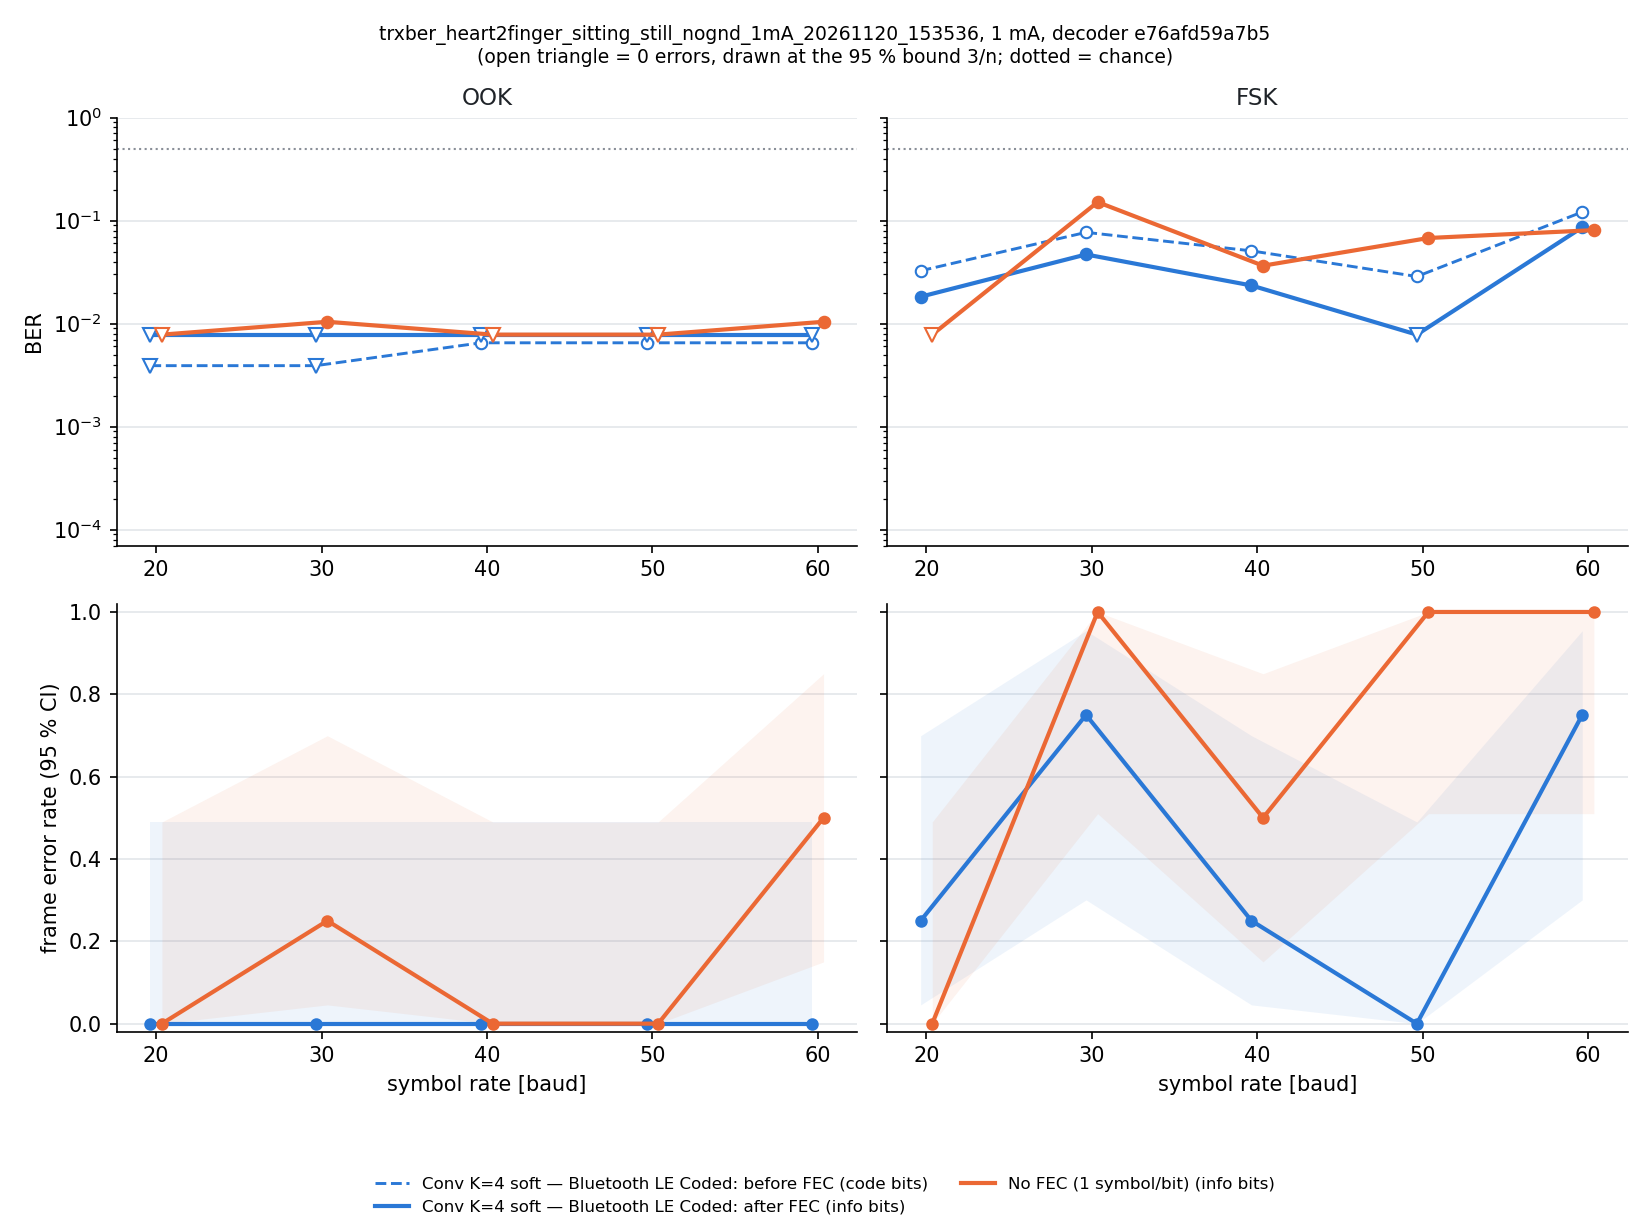 trxber_heart2finger_sitting_still_nognd_1mA_20261120_153536, 1 mA, decoder e76afd59a7b5
(open triangle = 0 errors, drawn at the 95 % bound 3/n; dotted = chance)
OOK
FSK
BER
10⁰
10⁻¹
10⁻²
10⁻³
10⁻⁴
20 30 40 50 60
20 30 40 50 60
frame error rate (95 % CI)
1.0
0.8
0.6
0.4
0.2
0.0
20 30 40 50 60
20 30 40 50 60
symbol rate [baud]
symbol rate [baud]
Conv K=4 soft — Bluetooth LE Coded: before FEC (code bits)
Conv K=4 soft — Bluetooth LE Coded: after FEC (info bits)
No FEC (1 symbol/bit) (info bits)